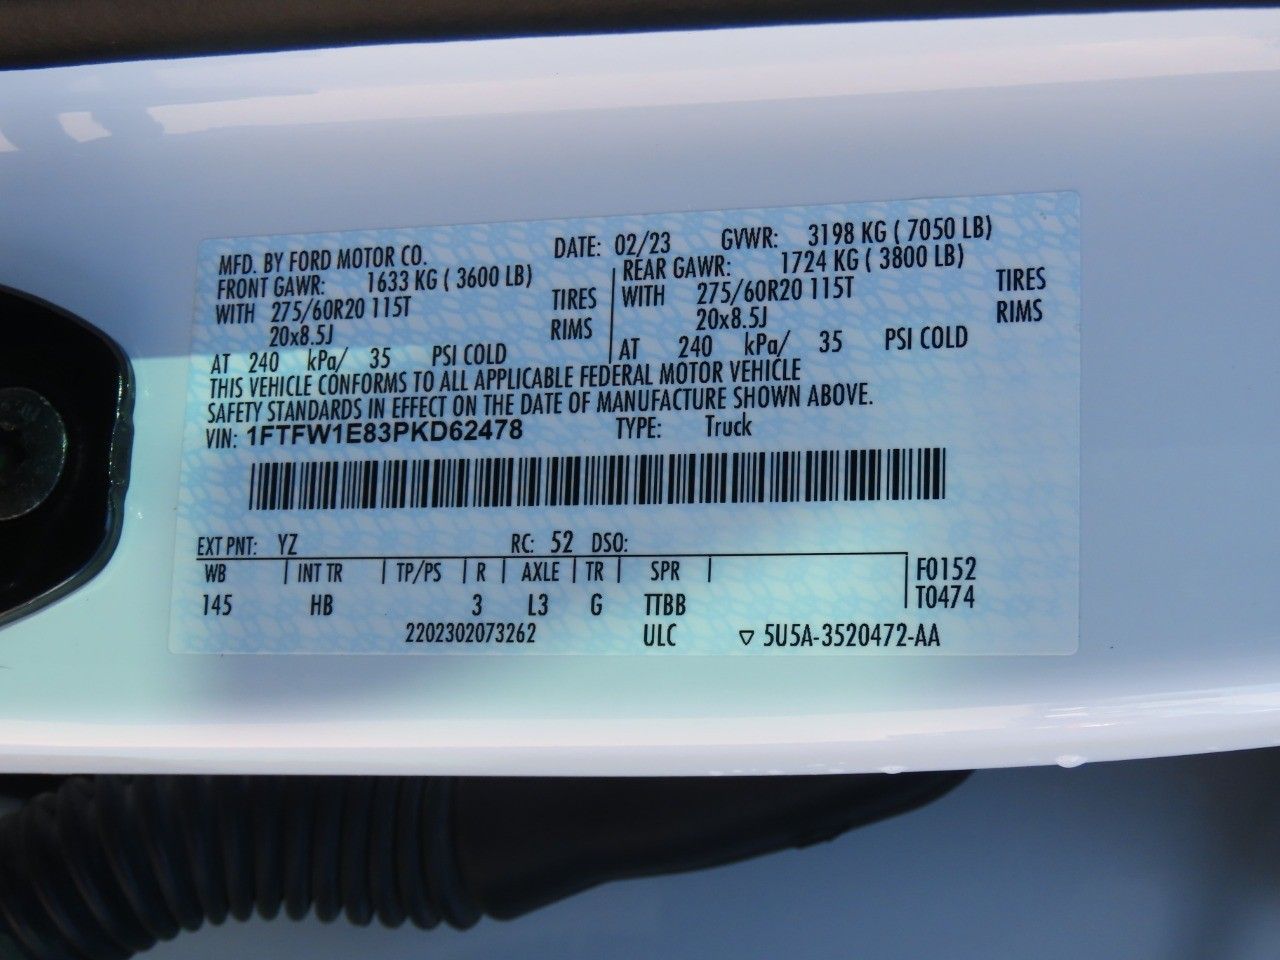 MFD. BY FORD MOTOR CO. DATE: 02/23 GVWR: 3198 KG ( 7050 LB)
FRONT GAWR: 1633 KG ( 3600 LB) REAR GAWR: 1724 KG ( 3800 LB)
WITH 275/60R20 115T TIRES WITH 275/60R20 115T TIRES
20x8.5J RIMS 20x8.5J RIMS
AT 240 kPa/ 35 PSI COLD AT 240 kPa/ 35 PSI COLD
THIS VEHICLE CONFORMS TO ALL APPLICABLE FEDERAL MOTOR VEHICLE
SAFETY STANDARDS IN EFFECT ON THE DATE OF MANUFACTURE SHOWN ABOVE.
VIN: 1FTFW1E83PKD62478 TYPE: Truck
EXT PNT: YZ RC: 52 DSO:
WB INT TR TP/PS R AXLE TR SPR F0152
145 HB 3 L3 G TTBB T0474
2202302073262 ULC ▽ 5U5A-3520472-AA